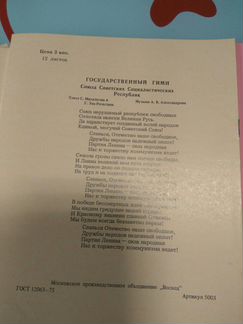 Цена 2 коп.
12 листов
ГОСУДАРСТВЕННЫЙ ГИМН
Союза Советских Социалистических
Республик
Текст С. Михалкова и
Г. Эль-Регистана
Музыка А. В. Александрова
Союз нерушимый республик свободных
Сплотила навеки Великая Русь.
Да здравствует созданный волей народов
Единый, могучий Советский Союз!
Славься, Отечество наше свободное,
Дружбы народов надежный оплот!
Партия Ленина — сила народная
Нас к торжеству коммунизма ведет!
Сквозь грозы сияло нам солнце свободы,
И Ленин великий нам путь озарил:
На правое дело он поднял народы,
На труд и на подвиги нас вдохновил!
Славься, Отечество наше свободное,
Дружбы народов надежный оплот!
Партия Ленина — сила народная
Нас к торжеству коммунизма ведет!
В победе бессмертных идей коммунизма
Мы видим грядущее нашей страны,
И Красному знамени славной Отчизны
Мы будем всегда беззаветно верны!
Славься, Отечество наше свободное,
Дружбы народов надежный оплот!
Партия Ленина — сила народная
Нас к торжеству коммунизма ведет!
Московское производственное объединение „Восход"
ГОСТ 12063—75
Артикул 5003